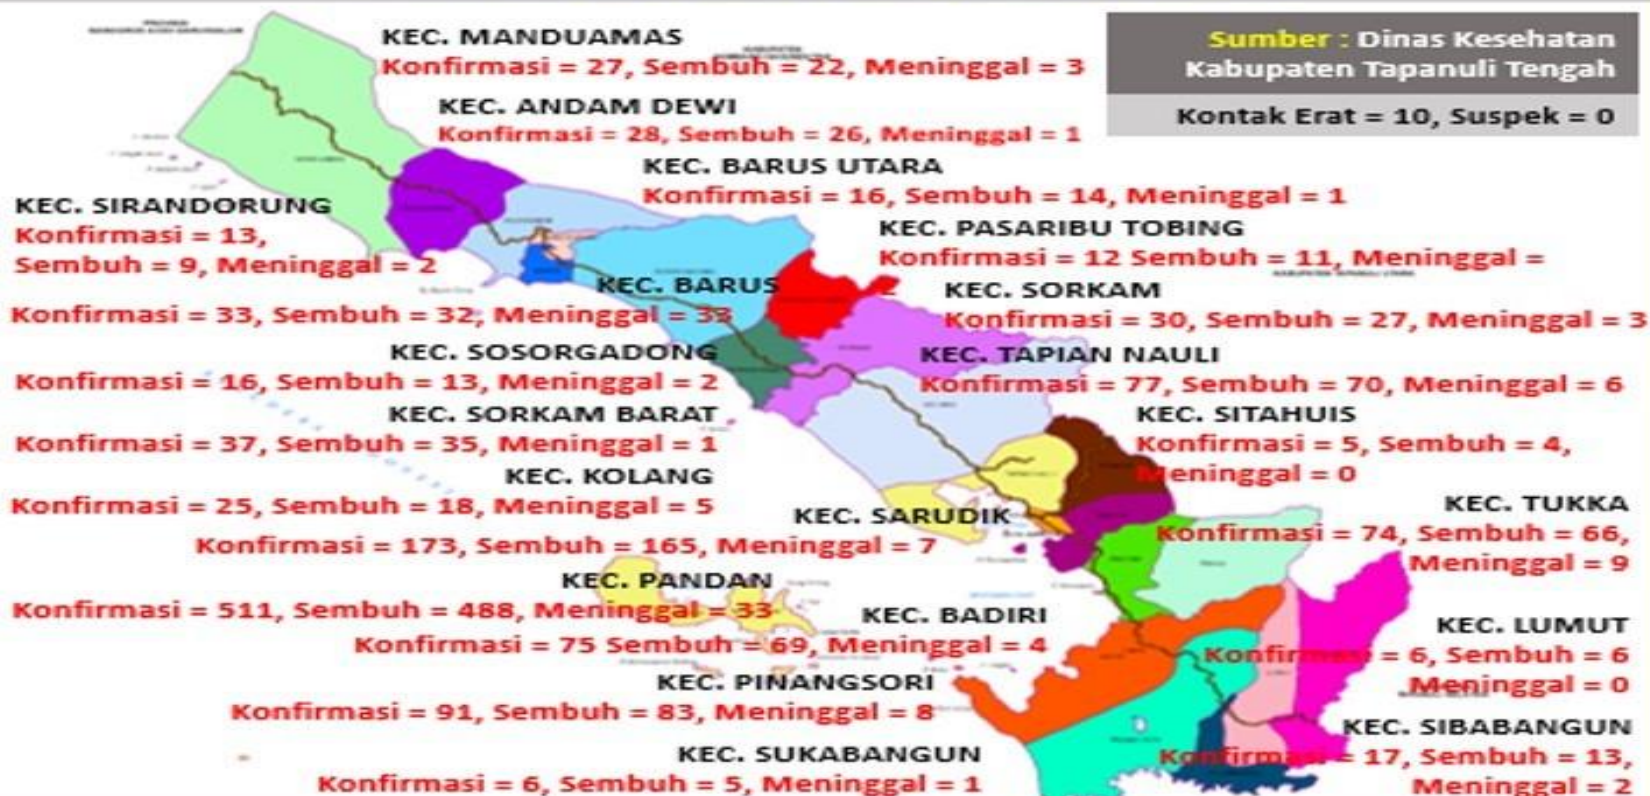 KEC. MANDUAMAS
Konfirmasi = 27, Sembuh = 22, Meninggal = 3
Sumber : Dinas Kesehatan
Kabupaten Tapanuli Tengah
Kontak Erat = 10, Suspek = 0
KEC. ANDAM DEWI
Konfirmasi = 28, Sembuh = 26, Meninggal = 1
KEC. BARUS UTARA
Konfirmasi = 16, Sembuh = 14, Meninggal = 1
KEC. SIRANDORUNG
Konfirmasi = 13,
Sembuh = 9, Meninggal = 2
KEC. PASARIBU TOBING
Konfirmasi = 12 Sembuh = 11, Meninggal =
2
KEC. BARUS
Konfirmasi = 33, Sembuh = 32, Meninggal = 33
KEC. SORKAM
Konfirmasi = 30, Sembuh = 27, Meninggal = 3
KEC. SOSORGADONG
Konfirmasi = 16, Sembuh = 13, Meninggal = 2
KEC. TAPIAN NAULI
Konfirmasi = 77, Sembuh = 70, Meninggal = 6
KEC. SORKAM BARAT
Konfirmasi = 37, Sembuh = 35, Meninggal = 1
KEC. SITAHUIS
Konfirmasi = 5, Sembuh = 4,
Meninggal = 0
KEC. KOLANG
Konfirmasi = 25, Sembuh = 18, Meninggal = 5
KEC. SARUDIK
Konfirmasi = 173, Sembuh = 165, Meninggal = 7
KEC. TUKKA
Konfirmasi = 74, Sembuh = 66,
Meninggal = 9
KEC. PANDAN
Konfirmasi = 511, Sembuh = 488, Meninggal = 33
KEC. BADIRI
Konfirmasi = 75 Sembuh = 69, Meninggal = 4
KEC. LUMUT
Konfirmasi = 6, Sembuh = 6
Meninggal = 0
KEC. PINANGSORI
Konfirmasi = 91, Sembuh = 83, Meninggal = 8
KEC. SIBABANGUN
Konfirmasi = 17, Sembuh = 13,
Meninggal = 2
KEC. SUKABANGUN
Konfirmasi = 6, Sembuh = 5, Meninggal = 1